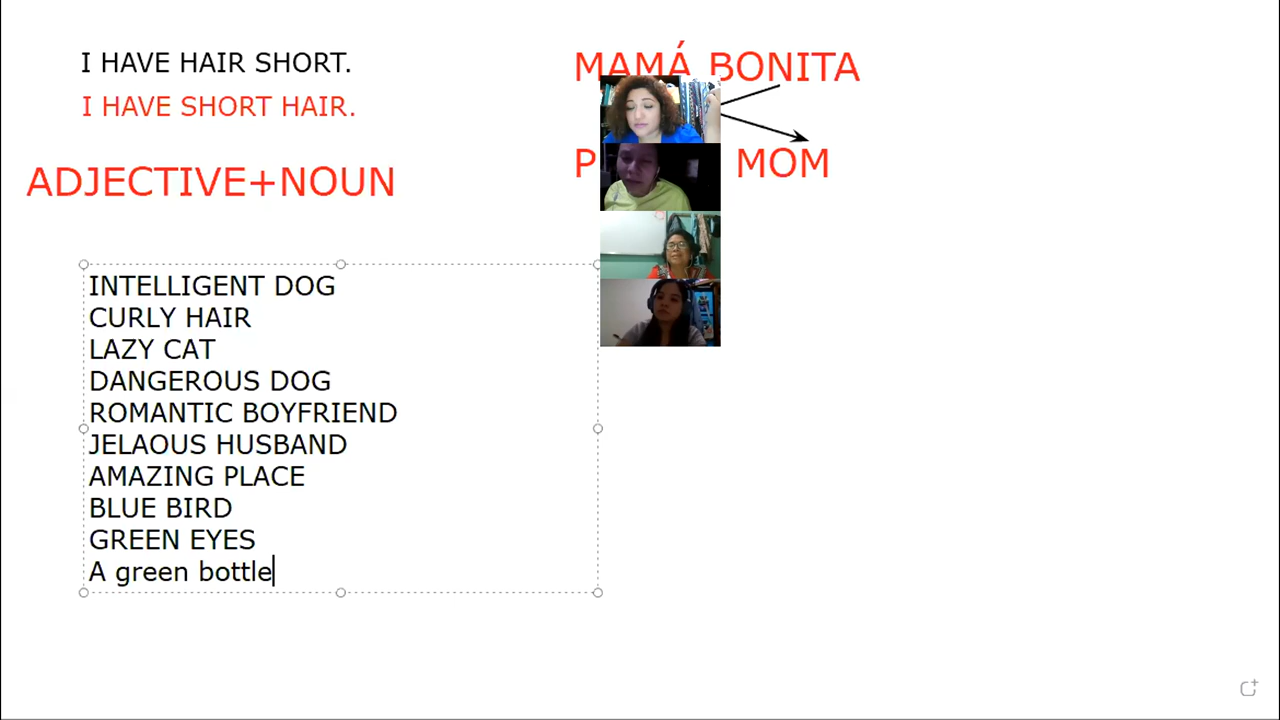 I HAVE HAIR SHORT.
I HAVE SHORT HAIR.
ADJECTIVE+NOUN
MAMÁ BONITA
MOM
INTELLIGENT DOG
CURLY HAIR
LAZY CAT
DANGEROUS DOG
ROMANTIC BOYFRIEND
JELAOUS HUSBAND
AMAZING PLACE
BLUE BIRD
GREEN EYES
A green bottle